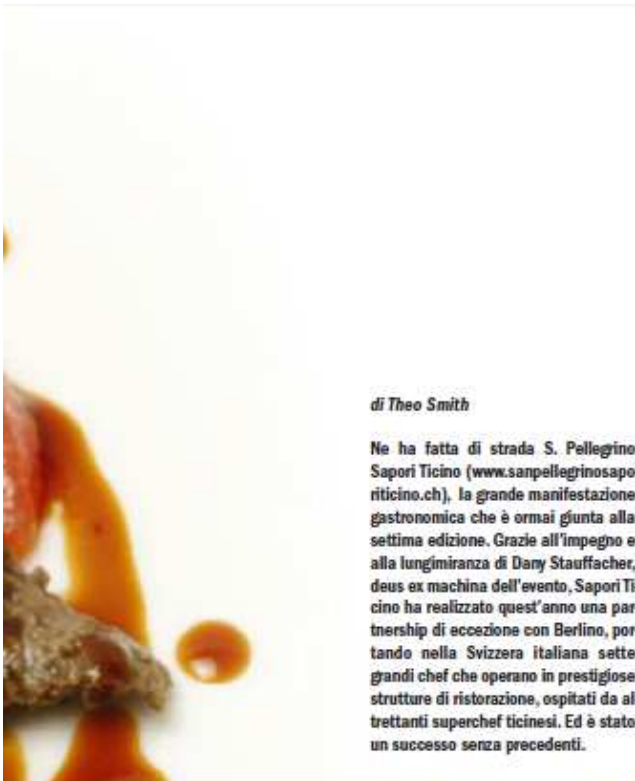 di Theo Smith
Ne ha fatta di strada S. Pellegrino
Sapori Ticino (www.sanpellegrinosapo
riticino.ch), la grande manifestazione
gastronomica che è ormai giunta alla
settima edizione. Grazie all'impegno e
alla lungimiranza di Dany Stauffacher,
deus ex machina dell'evento, Sapori Ti
cino ha realizzato quest'anno una par
tnership di eccezione con Berlino, por
tando nella Svizzera italiana sette
grandi chef che operano in prestigiose
strutture di ristorazione, ospitati da al
trettanti superchef ticinesi. Ed è stato
un successo senza precedenti.